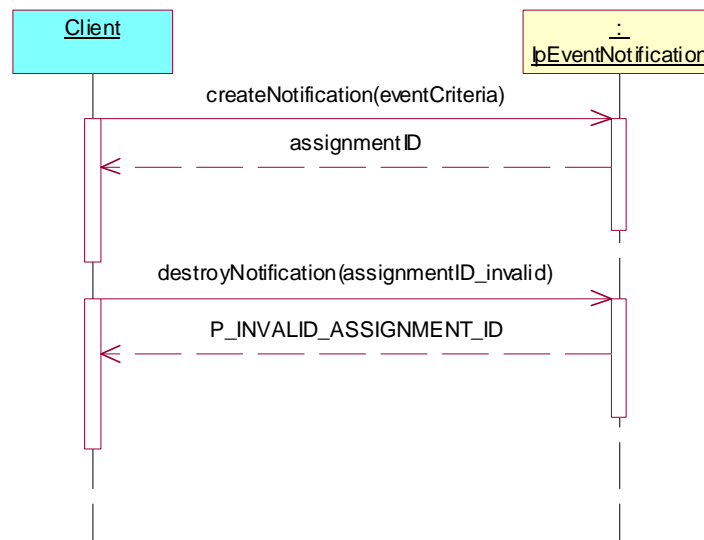 Client
:
IpEventNotification
createNotification(eventCriteria)
assignmentID
destroyNotification(assignmentID_invalid)
P_INVALID_ASSIGNMENT_ID